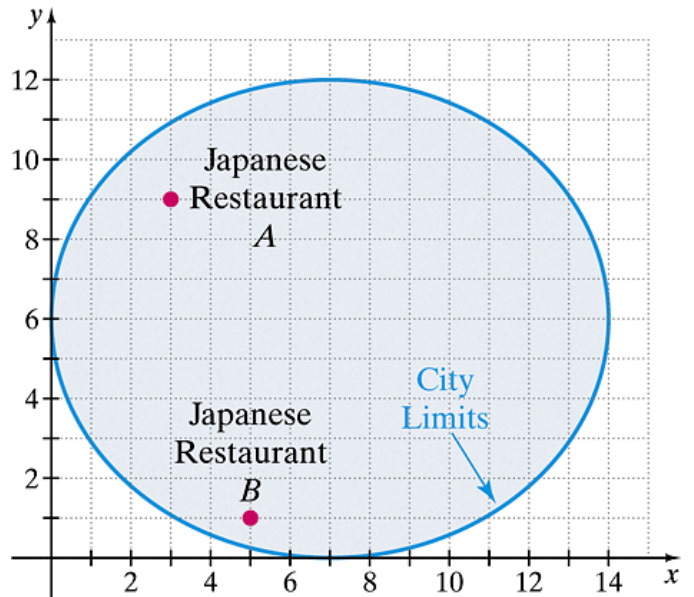 y
12
10
Japanese
Restaurant
A
8
6
4
City
Limits
Japanese
Restaurant
B
2
2 4 6 8 10 12 14 x